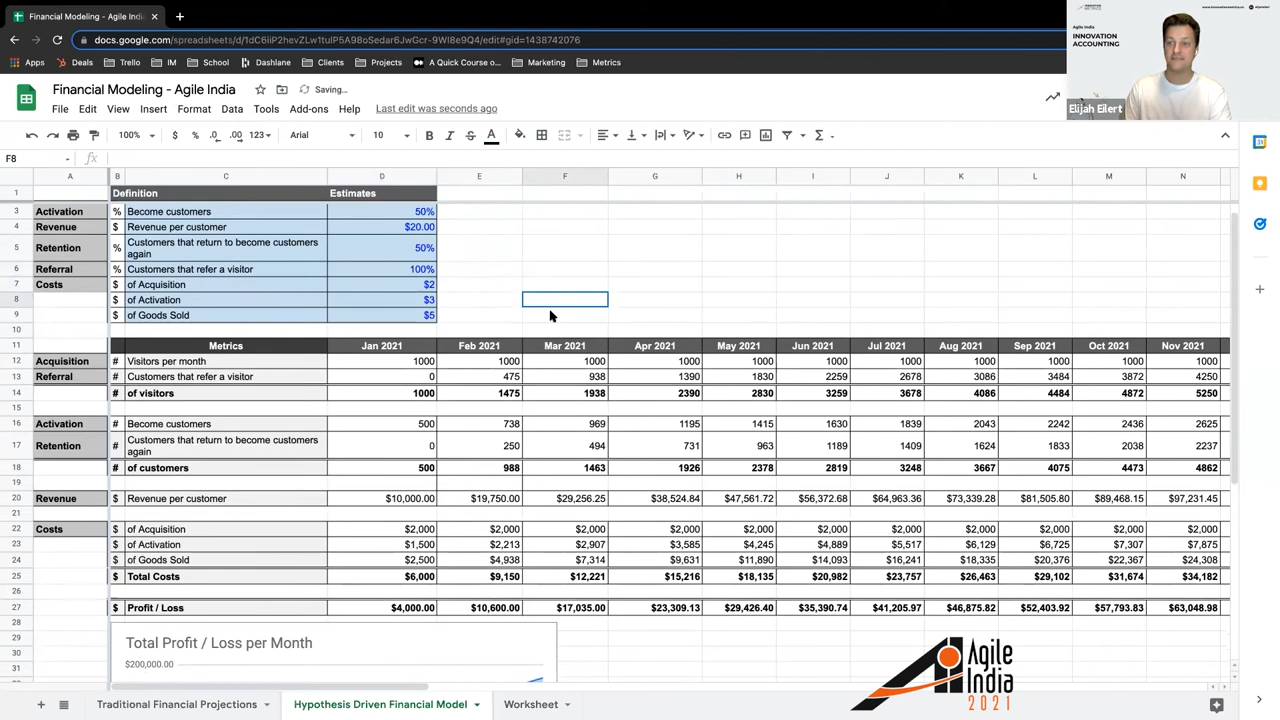 Financial Modeling - Agile India
docs.google.com/spreadsheets/d/1dC6iiP2hevZLw1tulP5A98oSedar6JwGcr-9WI8e9Q4/edit#gid=1438742076
Apps Deals Trello IM School Dashlane Clients Projects A Quick Course o... Marketing Metrics
Agile India
INNOVATION
ACCOUNTING
Elijah Eilert
Financial Modeling - Agile India Saving...
File Edit View Insert Format Data Tools Add-ons Help Last edit was seconds ago
100% $ % .0 .00 123 Arial 10 B I S A
F8 fx
A B C D E F G H I J K L M N
1 Definition Estimates
3 Activation % Become customers 50%
4 Revenue $ Revenue per customer $20.00
5 Retention % Customers that return to become customers again 50%
6 Referral % Customers that refer a visitor 100%
7 Costs $ of Acquisition $2
8 $ of Activation $3
9 $ of Goods Sold $5
10
11 Metrics Jan 2021 Feb 2021 Mar 2021 Apr 2021 May 2021 Jun 2021 Jul 2021 Aug 2021 Sep 2021 Oct 2021 Nov 2021
12 Acquisition # Visitors per month 1000 1000 1000 1000 1000 1000 1000 1000 1000 1000 1000
13 Referral # Customers that refer a visitor 0 475 938 1390 1830 2259 2678 3086 3484 3872 4250
14 # of visitors 1000 1475 1938 2390 2830 3259 3678 4086 4484 4872 5250
15
16 Activation # Become customers 500 738 969 1195 1415 1630 1839 2043 2242 2436 2625
17 Retention # Customers that return to become customers again 0 250 494 731 963 1189 1409 1624 1833 2038 2237
18 # of customers 500 988 1463 1926 2378 2819 3248 3667 4075 4473 4862
19
20 Revenue $ Revenue per customer $10,000.00 $19,750.00 $29,256.25 $38,524.84 $47,561.72 $56,372.68 $64,963.36 $73,339.28 $81,505.80 $89,468.15 $97,231.45
21
22 Costs $ of Acquisition $2,000 $2,000 $2,000 $2,000 $2,000 $2,000 $2,000 $2,000 $2,000 $2,000 $2,000
23 $ of Activation $1,500 $2,213 $2,907 $3,585 $4,245 $4,889 $5,517 $6,129 $6,725 $7,307 $7,875
24 $ of Goods Sold $2,500 $4,938 $7,314 $9,631 $11,890 $14,093 $16,241 $18,335 $20,376 $22,367 $24,308
25 $ Total Costs $6,000 $9,150 $12,221 $15,216 $18,135 $20,982 $23,757 $26,463 $29,102 $31,674 $34,182
26
27 $ Profit / Loss $4,000.00 $10,600.00 $17,035.00 $23,309.13 $29,426.40 $35,390.74 $41,205.97 $46,875.82 $52,403.92 $57,793.83 $63,048.98
28
29 Total Profit / Loss per Month
30 $200,000.00
31
Agile
India
2021
Traditional Financial Projections Hypothesis Driven Financial Model Worksheet